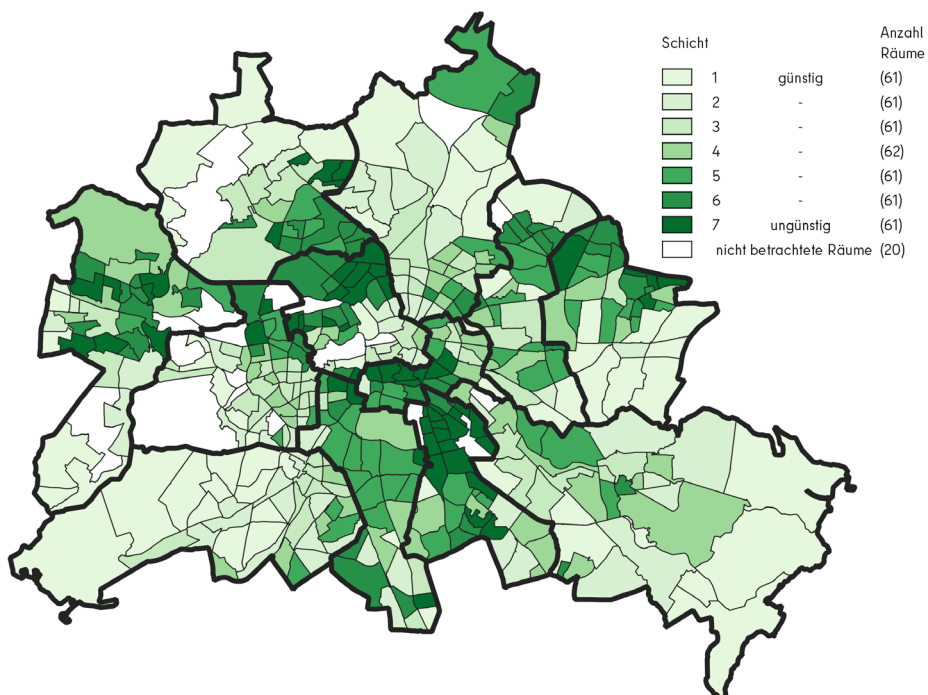 Schicht Anzahl Räume
1 günstig (61)
2 - (61)
3 - (61)
4 - (62)
5 - (61)
6 - (61)
7 ungünstig (61)
nicht betrachtete Räume (20)